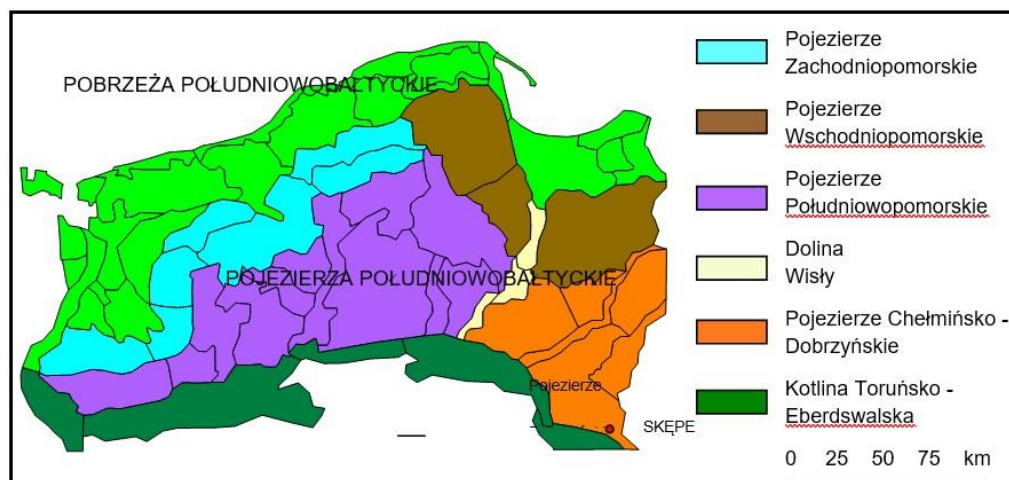 POBRZEŻA POŁUDNIOWOBAŁTYCKIE
POJEZIERZA POŁUDNIOWOBAŁTYCKIE
Pojezierze
SKĘPE
Pojezierze
Zachodniopomorskie
Pojezierze
Wschodniopomorskie
Pojezierze
Południowopomorskie
Dolina
Wisły
Pojezierze Chełmińsko -
Dobrzyńskie
Kotlina Toruńsko -
Eberdswalska
0 25 50 75 km